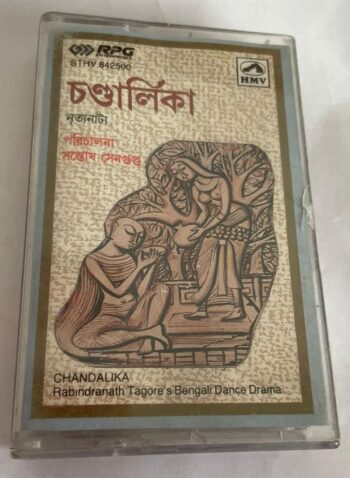 RPG
STHV 842500
HMV
চণ্ডালিকা
নৃত্যনাট্য
পরিচালনা
সন্তোষ সেনগুপ্ত
CHANDALIKA
Rabindranath Tagore's Bengali Dance Drama